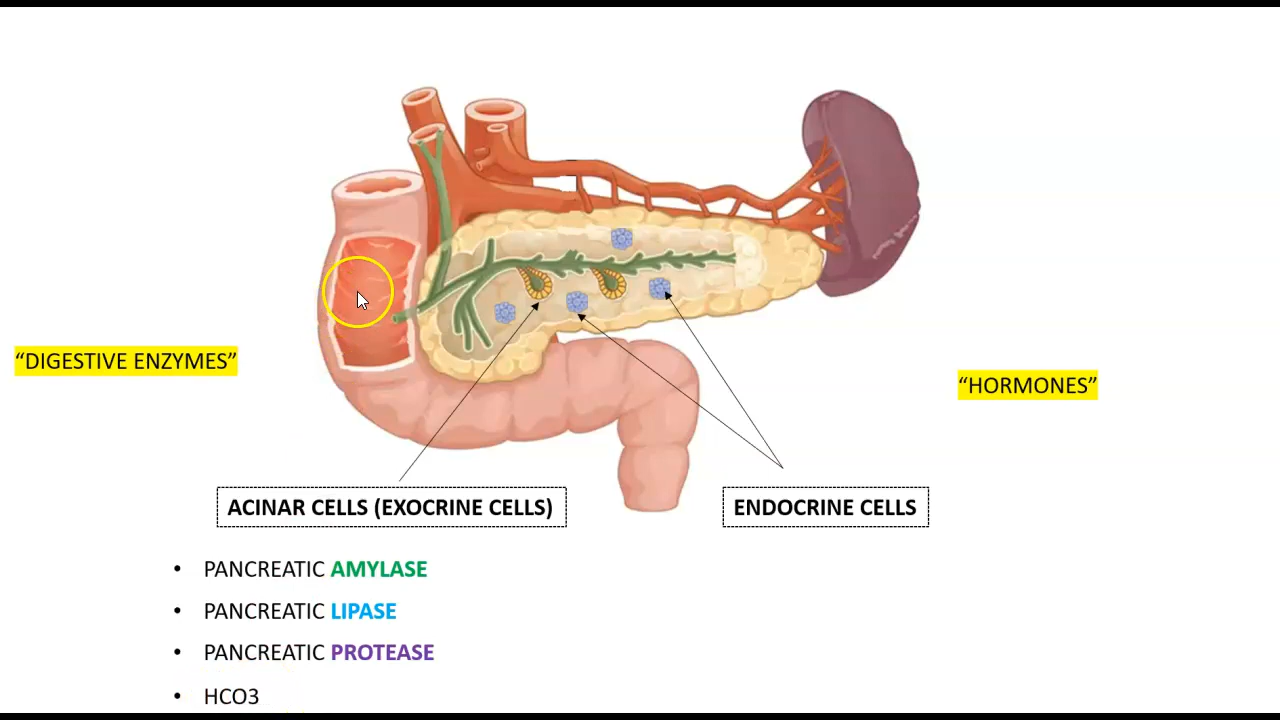 “DIGESTIVE ENZYMES”
“HORMONES”
ACINAR CELLS (EXOCRINE CELLS)
ENDOCRINE CELLS
• PANCREATIC AMYLASE
• PANCREATIC LIPASE
• PANCREATIC PROTEASE
• HCO3